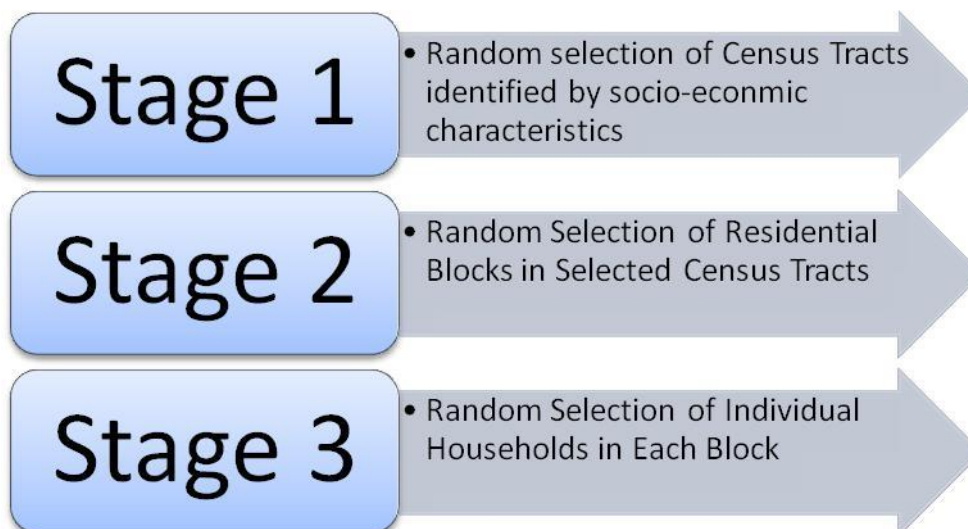 Stage 1
• Random selection of Census Tracts
identified by socio-econmic
characteristics
Stage 2
• Random Selection of Residential
Blocks in Selected Census Tracts
Stage 3
• Random Selection of Individual
Households in Each Block